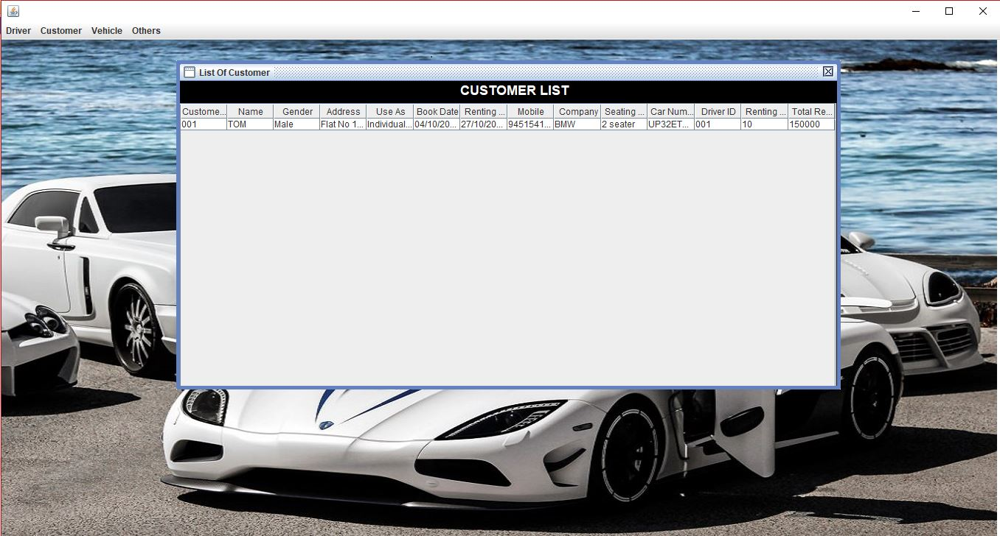 Driver Customer Vehicle Others
List Of Customer
CUSTOMER LIST
Custome... Name Gender Address Use As Book Date Renting ... Mobile Company Seating ... Car Num... Driver ID Renting ... Total Re...
001 TOM Male Flat No 1... Individual... 04/10/20... 27/10/20... 9451541... BMW 2 seater UP32ET... 001 10 150000